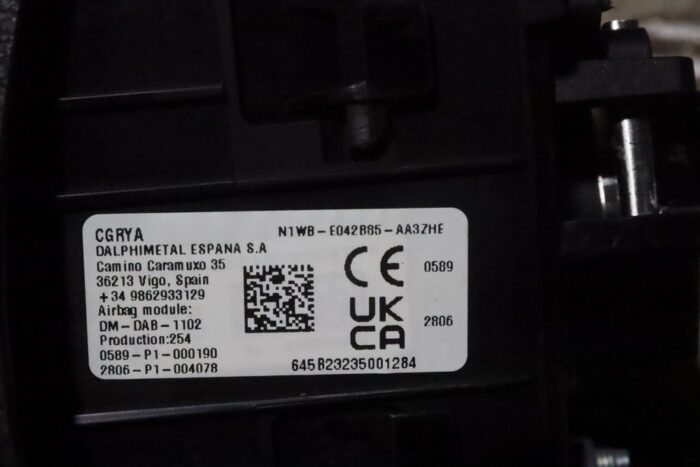 CGRYA N1WB-E042B85-AA3ZHE
DALPHIMETAL ESPANA S.A
Camino Caramuxo 35
36213 Vigo, Spain
+34 9862933129
Airbag module:
DM-DAB-1102
Production:254
0589-P1-000190
2806-P1-004078
CE 0589
UK
CA 2806
645B23235001284